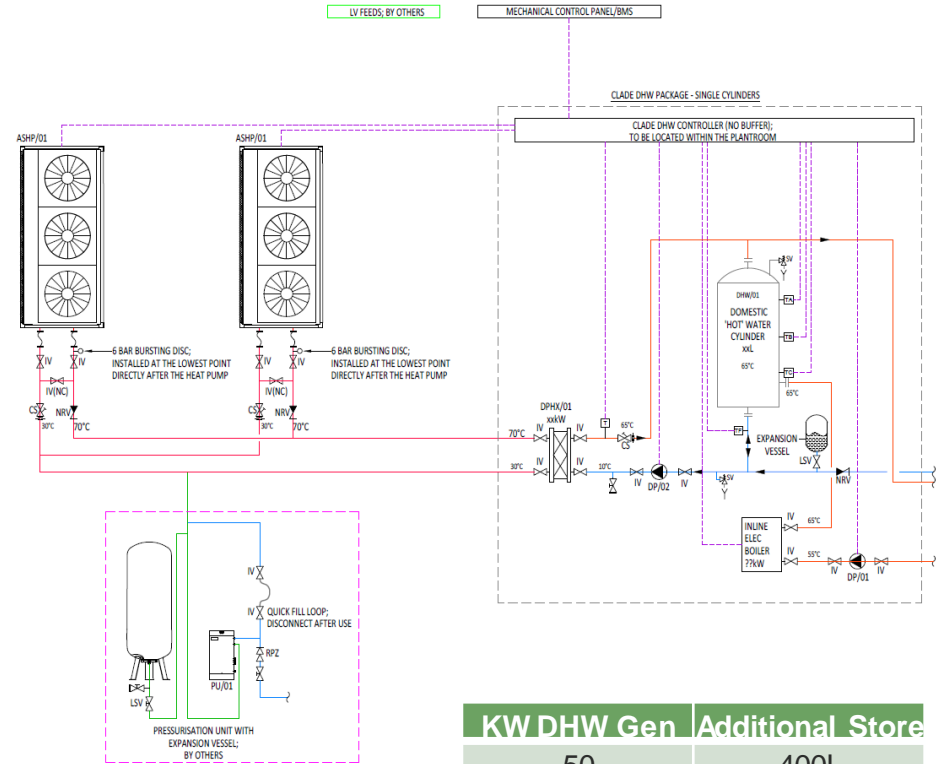 LV FEEDS; BY OTHERS
MECHANICAL CONTROL PANEL/BMS
CLADE DHW PACKAGE - SINGLE CYLINDERS
CLADE DHW CONTROLLER (NO BUFFER);
TO BE LOCATED WITHIN THE PLANTROOM
ASHP/01
ASHP/01
SV
DHW/01
DOMESTIC
'HOT' WATER
CYLINDER
xxL
65°C
TA
TB
TC
65°C
IV
IV
6 BAR BURSTING DISC;
INSTALLED AT THE LOWEST POINT
DIRECTLY AFTER THE HEAT PUMP
IV
IV
6 BAR BURSTING DISC;
INSTALLED AT THE LOWEST POINT
DIRECTLY AFTER THE HEAT PUMP
IV(NC)
IV(NC)
CS
NRV
30°C
70°C
CS
NRV
30°C
70°C
DPHX/01
xxkW
70°C
IV
IV
T
65°C
CS
TF
EXPANSION
VESSEL
LSV
30°C
IV
IV
10°C
IV
DP/02
IV
SV
NRV
INLINE
ELEC
BOILER
??kW
IV
65°C
IV
55°C
IV
DP/01
IV
IV
IV
QUICK FILL LOOP;
DISCONNECT AFTER USE
RPZ
PU/01
LSV
PRESSURISATION UNIT WITH
EXPANSION VESSEL;
BY OTHERS
KW DHW Gen
Additional Store
50
400L